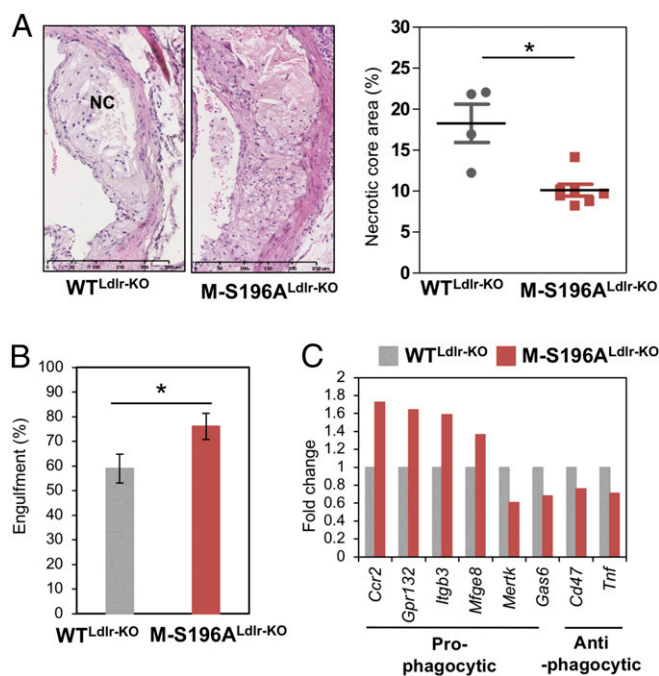 A
NC
WT^Ldlr-KO
M-S196A^Ldlr-KO
Necrotic core area (%)
30
25
20
15
10
5
0
*
WT^Ldlr-KO
M-S196A^Ldlr-KO
B
Engulfment (%)
100
90
80
70
60
50
40
30
20
10
0
*
WT^Ldlr-KO
M-S196A^Ldlr-KO
C
WT^Ldlr-KO M-S196A^Ldlr-KO
Fold change
2
1.8
1.6
1.4
1.2
1
0.8
0.6
0.4
0.2
0
Ccr2
Gpr132
Itgb3
Mfge8
Mertk
Gas6
Cd47
Tnf
Pro-
phagocytic
Anti
-phagocytic